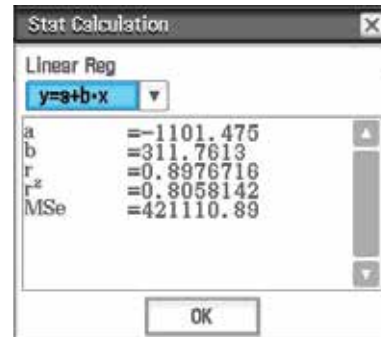 Stat Calculation
Linear Reg
y=a+b•x
a =-1101.475
b =311.7613
r =0.8976716
r² =0.8058142
MSe =421110.89
OK